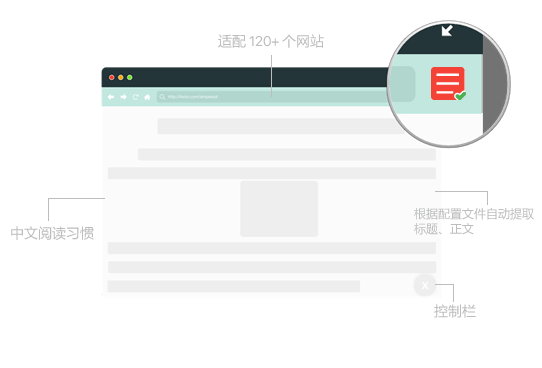 适配 120+ 个网站
中文阅读习惯
根据配置文件自动提取
标题、正文
x
控制栏